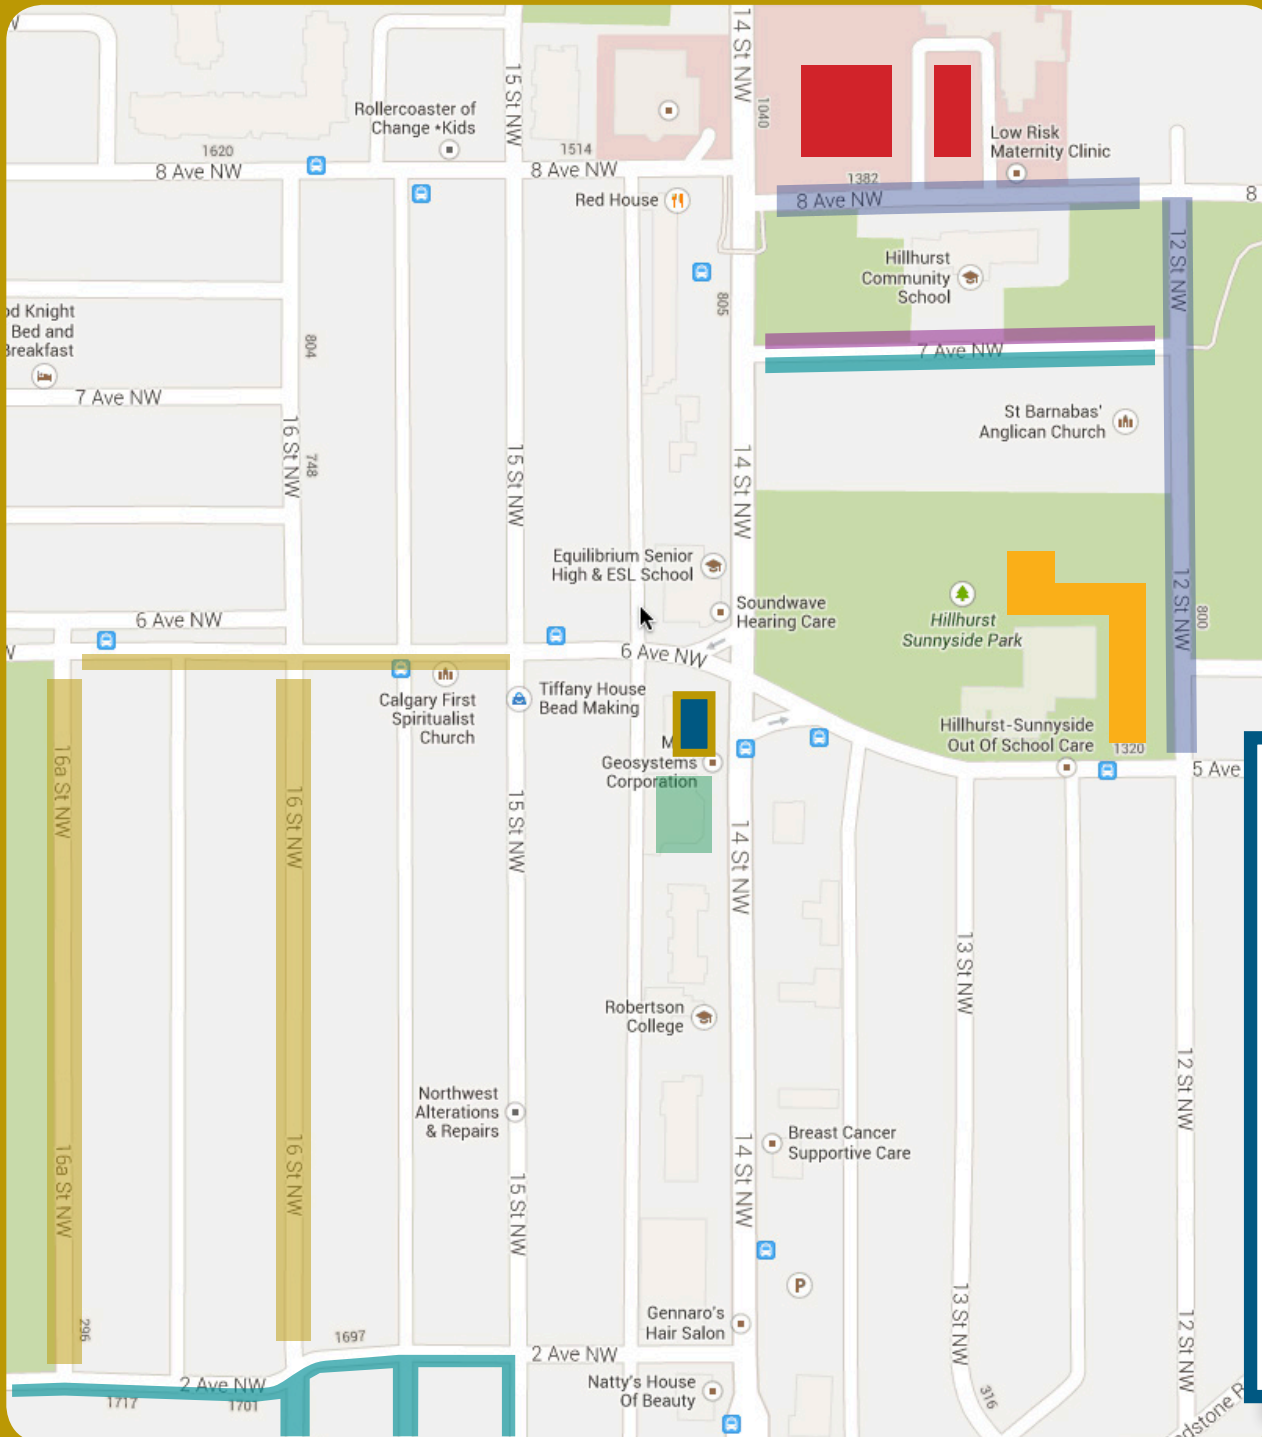 W
14 St NW
15 St NW
Rollercoaster of
Change •Kids
1040
Low Risk
Maternity Clinic
1620
8 Ave NW
1514
8 Ave NW
1382
8 Ave NW
8
Red House
12 St NW
Hillhurst
Community
School
805
od Knight
Bed and
Breakfast
804
7 Ave NW
7 Ave NW
16 St NW
748
St Barnabas'
Anglican Church
15 St NW
14 St NW
Equilibrium Senior
High & ESL School
12 St NW
Soundwave
Hearing Care
800
Hillhurst
Sunnyside Park
6 Ave NW
W
6 Ave NW
Calgary First
Spiritualist
Church
Tiffany House
Bead Making
M
Geosystems
Corporation
Hillhurst-Sunnyside
Out Of School Care
1320
5 Ave
16a St NW
16 St NW
15 St NW
14 St NW
13 St NW
Robertson
College
12 St NW
Northwest
Alterations
& Repairs
Breast Cancer
Supportive Care
16a St NW
16 St NW
15 St NW
14 St NW
P
13 St NW
12 St NW
296
1697
Gennaro's
Hair Salon
2 Ave NW
2 Ave NW
1717
1701
Natty's House
Of Beauty
316